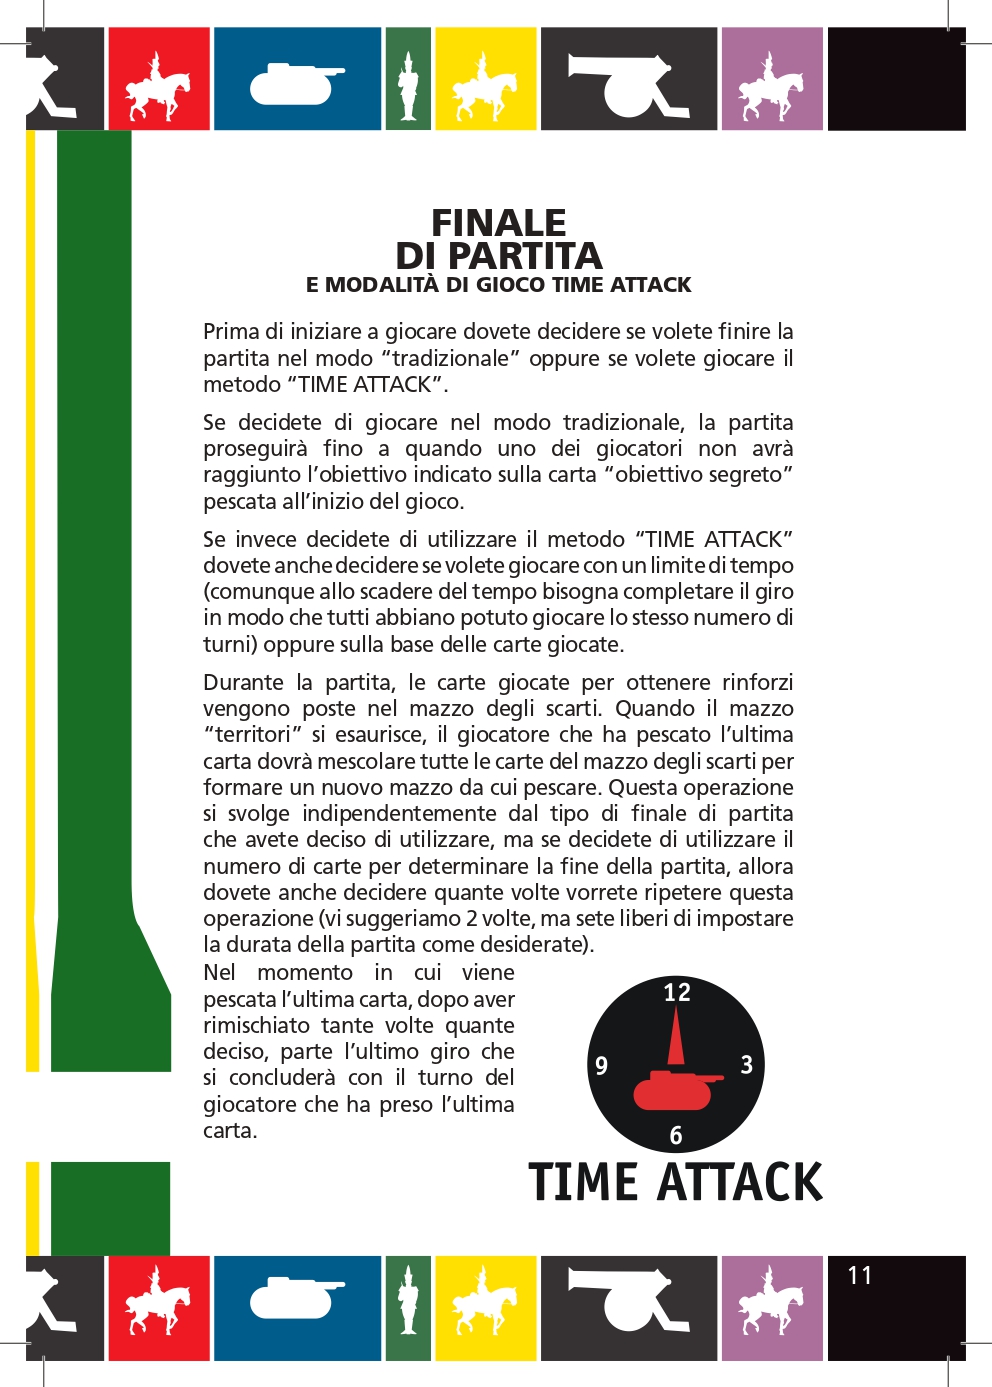 FINALE
DI PARTITA
E MODALITÀ DI GIOCO TIME ATTACK
Prima di iniziare a giocare dovete decidere se volete finire la
partita nel modo “tradizionale” oppure se volete giocare il
metodo “TIME ATTACK”.
Se decidete di giocare nel modo tradizionale, la partita
proseguirà fino a quando uno dei giocatori non avrà
raggiunto l’obiettivo indicato sulla carta “obiettivo segreto”
pescata all’inizio del gioco.
Se invece decidete di utilizzare il metodo “TIME ATTACK”
dovete anche decidere se volete giocare con un limite di tempo
(comunque allo scadere del tempo bisogna completare il giro
in modo che tutti abbiano potuto giocare lo stesso numero di
turni) oppure sulla base delle carte giocate.
Durante la partita, le carte giocate per ottenere rinforzi
vengono poste nel mazzo degli scarti. Quando il mazzo
“territori” si esaurisce, il giocatore che ha pescato l’ultima
carta dovrà mescolare tutte le carte del mazzo degli scarti per
formare un nuovo mazzo da cui pescare. Questa operazione
si svolge indipendentemente dal tipo di finale di partita
che avete deciso di utilizzare, ma se decidete di utilizzare il
numero di carte per determinare la fine della partita, allora
dovete anche decidere quante volte vorrete ripetere questa
operazione (vi suggeriamo 2 volte, ma sete liberi di impostare
la durata della partita come desiderate).
Nel momento in cui viene
pescata l’ultima carta, dopo aver
rimischiato tante volte quante
deciso, parte l’ultimo giro che
si concluderà con il turno del
giocatore che ha preso l’ultima
carta.
12
9 3
6
TIME ATTACK
11